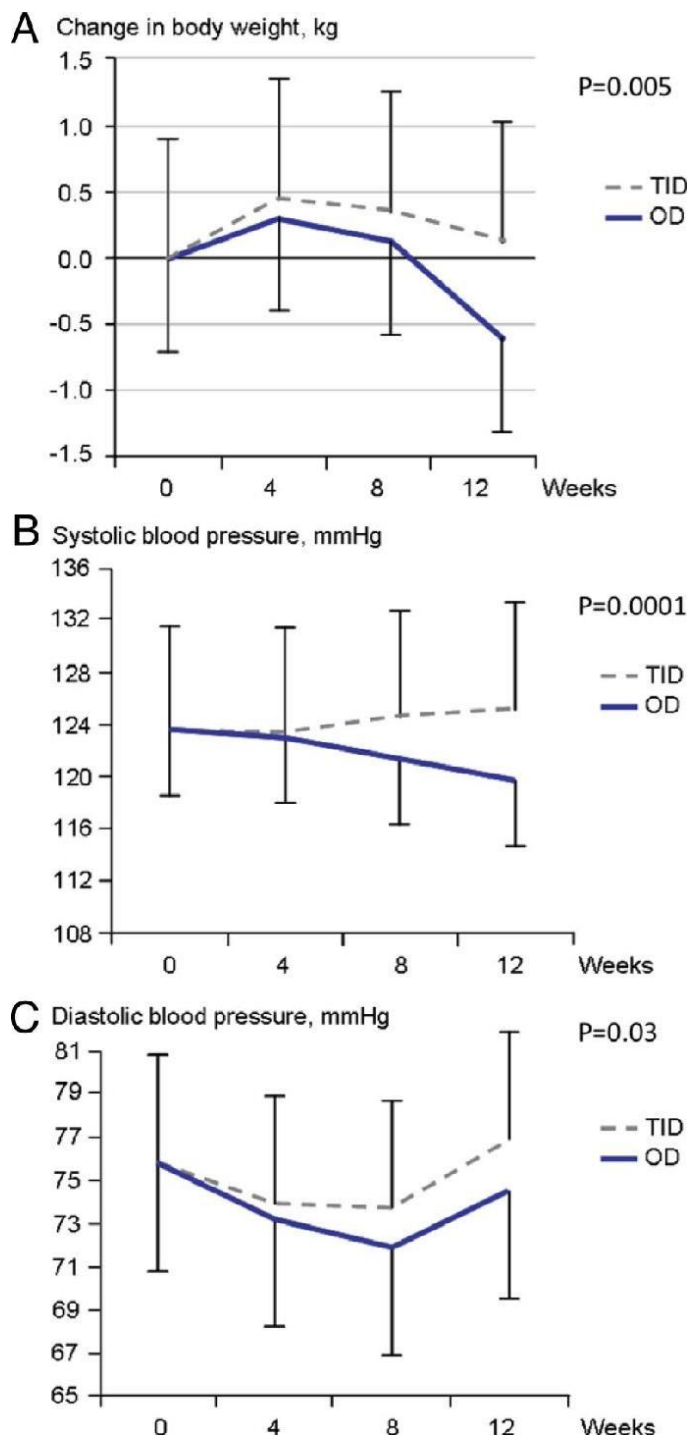 A Change in body weight, kg
1.5
1.0
0.5
0.0
-0.5
-1.0
-1.5
0 4 8 12 Weeks
P=0.005
TID
OD
B Systolic blood pressure, mmHg
136
132
128
124
120
116
112
108
0 4 8 12 Weeks
P=0.0001
TID
OD
C Diastolic blood pressure, mmHg
81
79
77
75
73
71
69
67
65
0 4 8 12 Weeks
P=0.03
TID
OD